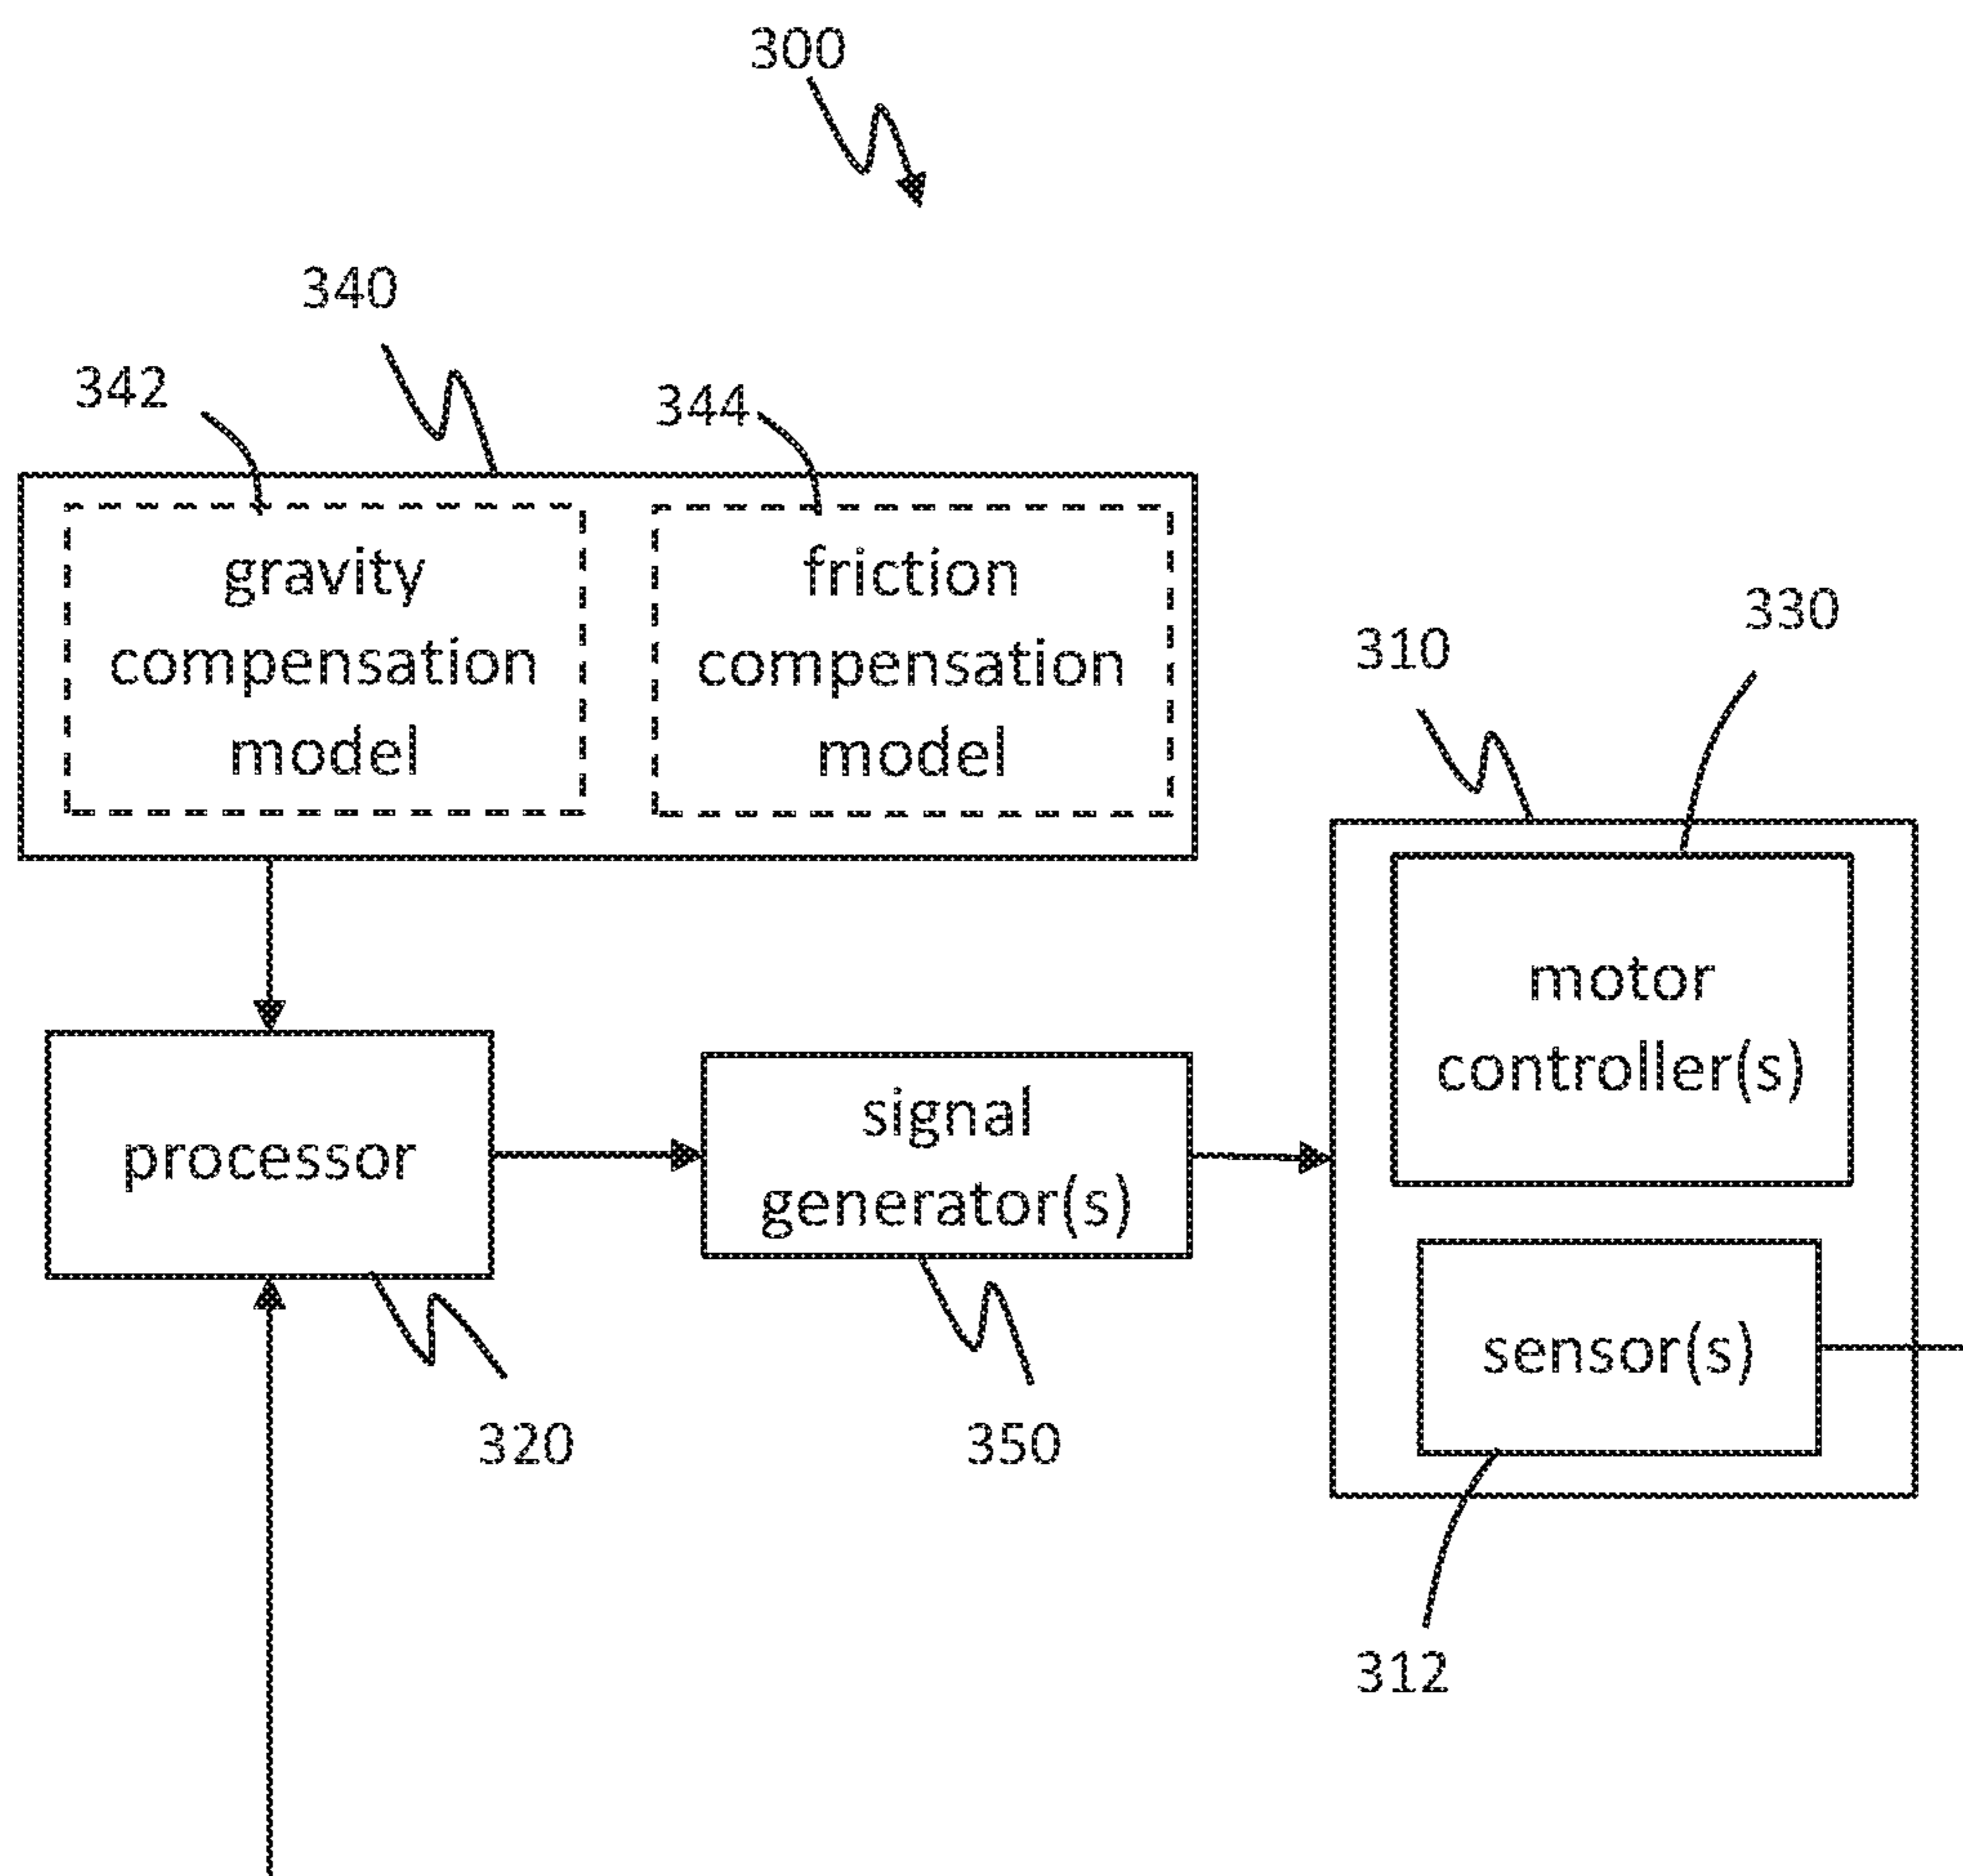 300
340
342
344
gravity
compensation
model
friction
compensation
model
310
330
motor
controller(s)
processor
signal
generator(s)
sensor(s)
320
350
312